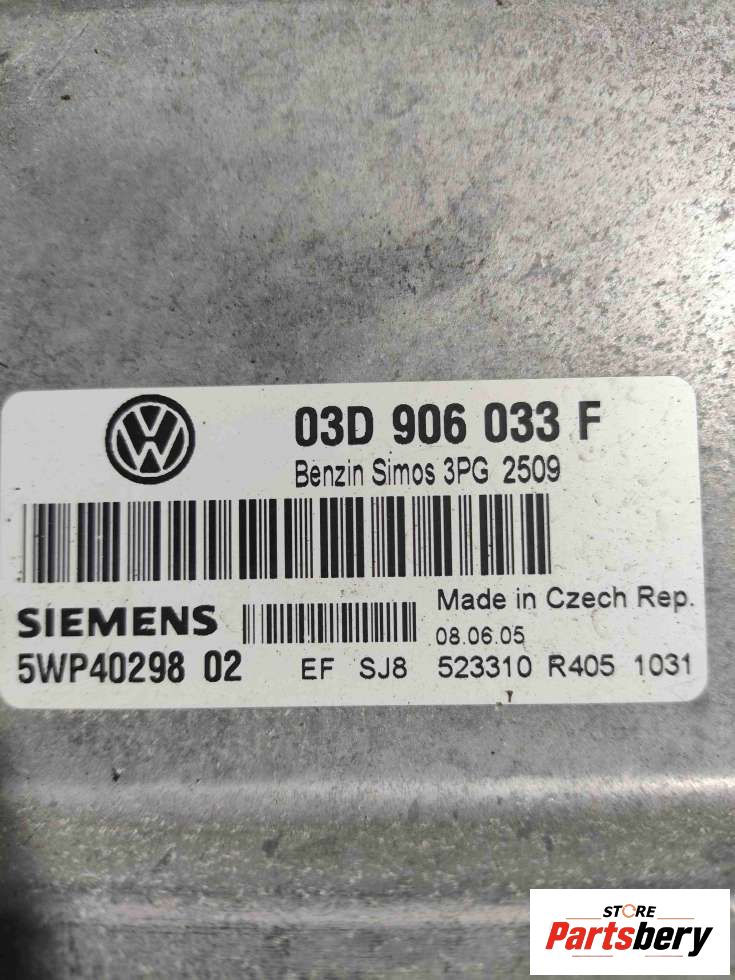 03D 906 033 F
Benzin Simos 3PG 2509
SIEMENS
Made in Czech Rep.
08.06.05
5WP40298 02 EF SJ8 523310 R405 1031
STORE
Partsbery